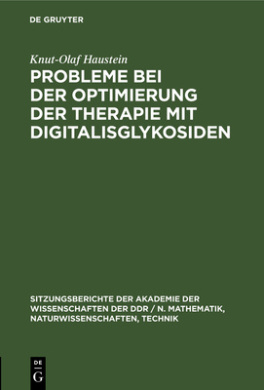 DE GRUYTER
Knut-Olaf Haustein
PROBLEME BEI
DER OPTIMIERUNG
DER THERAPIE MIT
DIGITALISGLYKOSIDEN
SITZUNGSBERICHTE DER AKADEMIE DER
WISSENSCHAFTEN DER DDR / N. MATHEMATIK,
NATURWISSENSCHAFTEN, TECHNIK
DE
G